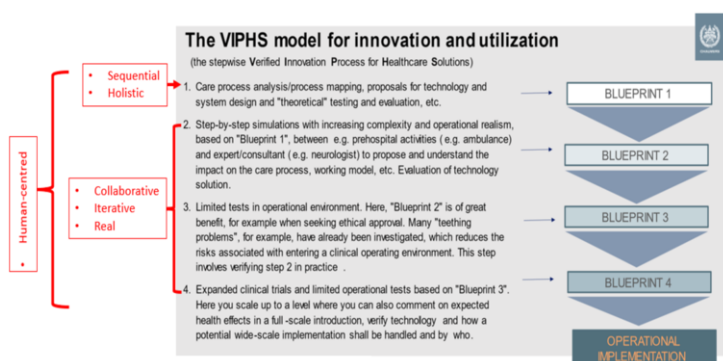 The VIPHS model for innovation and utilization
(the stepwise Verified Innovation Process for Healthcare Solutions)
• Sequential
• Holistic
• Human-centred
• Collaborative
• Iterative
• Real
1. Care process analysis/process mapping, proposals for technology and
system design and "theoretical" testing and evaluation, etc.
2. Step-by-step simulations with increasing complexity and operational realism,
based on "Blueprint 1", between e.g. prehospital activities ( e.g. ambulance)
and expert/consultant ( e.g. neurologist) to propose and understand the
impact on the care process, working model, etc. Evaluation of technology
solution.
3. Limited tests in operational environment. Here, "Blueprint 2" is of great
benefit, for example when seeking ethical approval. Many "teething
problems", for example, have already been investigated, which reduces the
risks associated with entering a clinical operating environment. This step
involves verifying step 2 in practice .
4. Expanded clinical trials and limited operational tests based on "Blueprint 3".
Here you scale up to a level where you can also comment on expected
health effects in a full -scale introduction, verify technology and how a
potential wide-scale implementation shall be handled and by who.
BLUEPRINT 1
BLUEPRINT 2
BLUEPRINT 3
BLUEPRINT 4
OPERATIONAL
IMPLEMENTATION